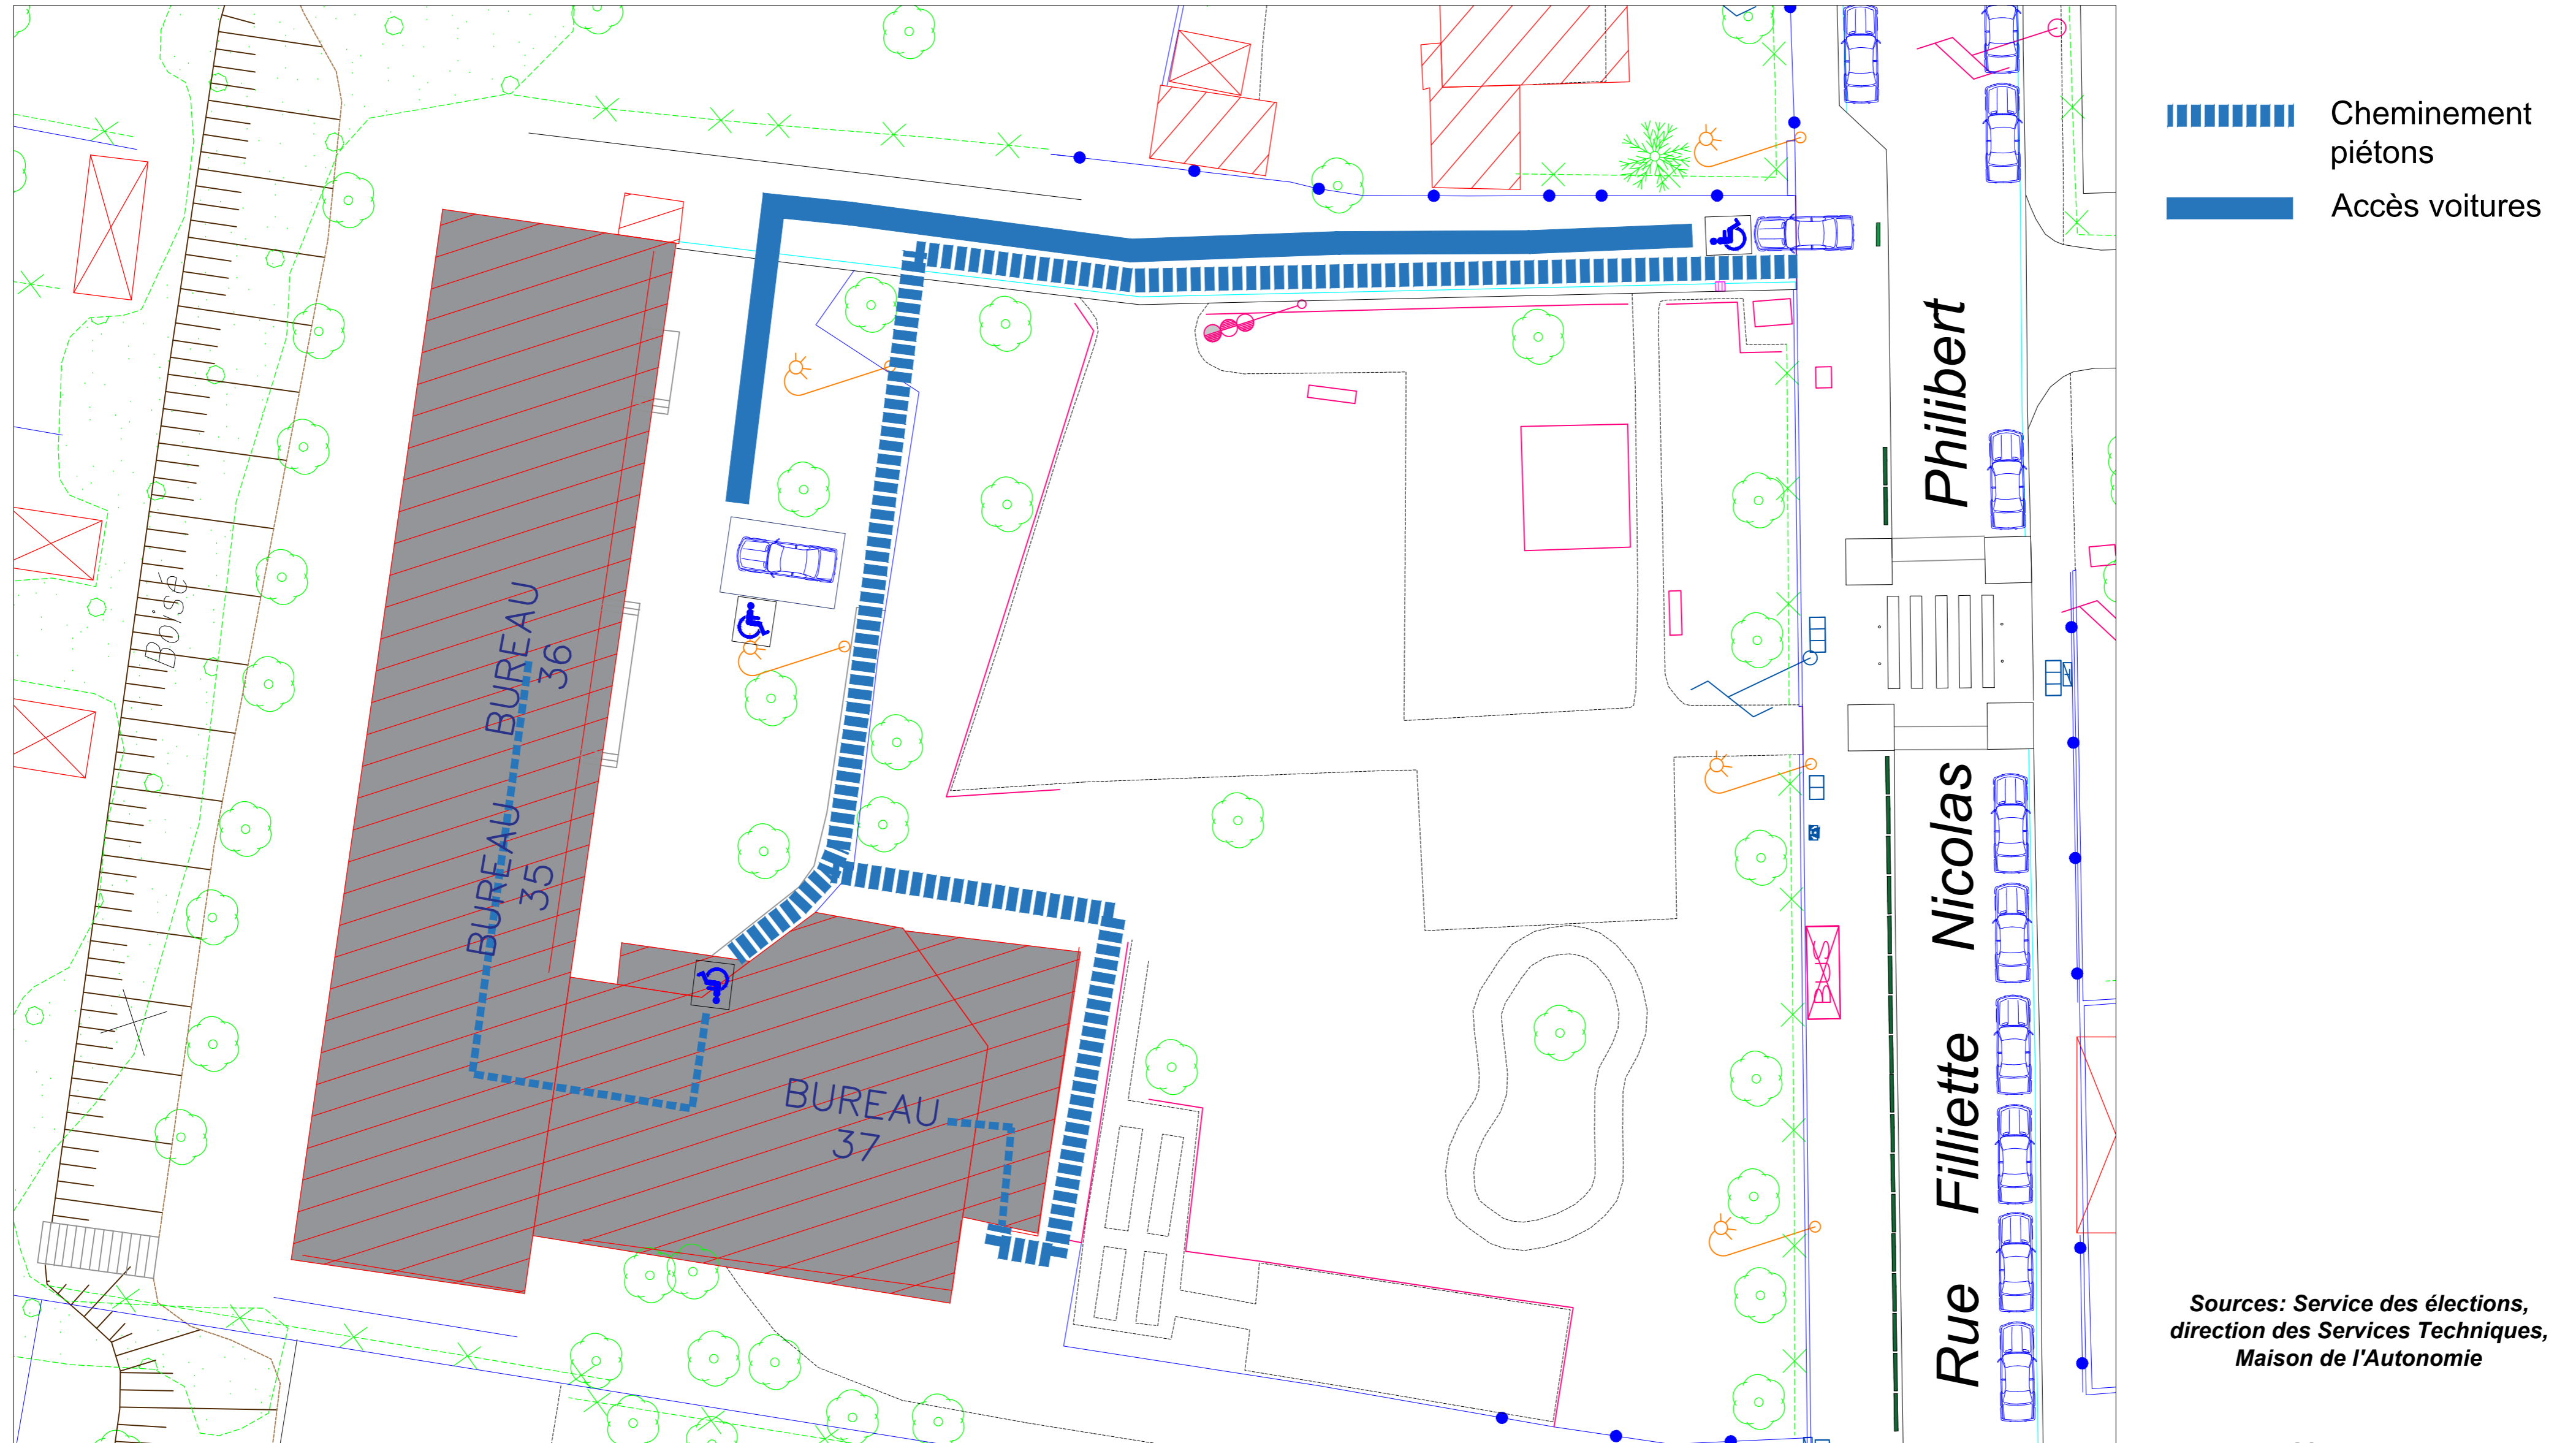 Cheminement
piétons
Accès voitures
Philibert
Boisé
BUREAU
36
BUREAU
35
Nicolas
BUS
Filliette
BUREAU
37
Rue
Sources: Service des élections,
direction des Services Techniques,
Maison de l'Autonomie